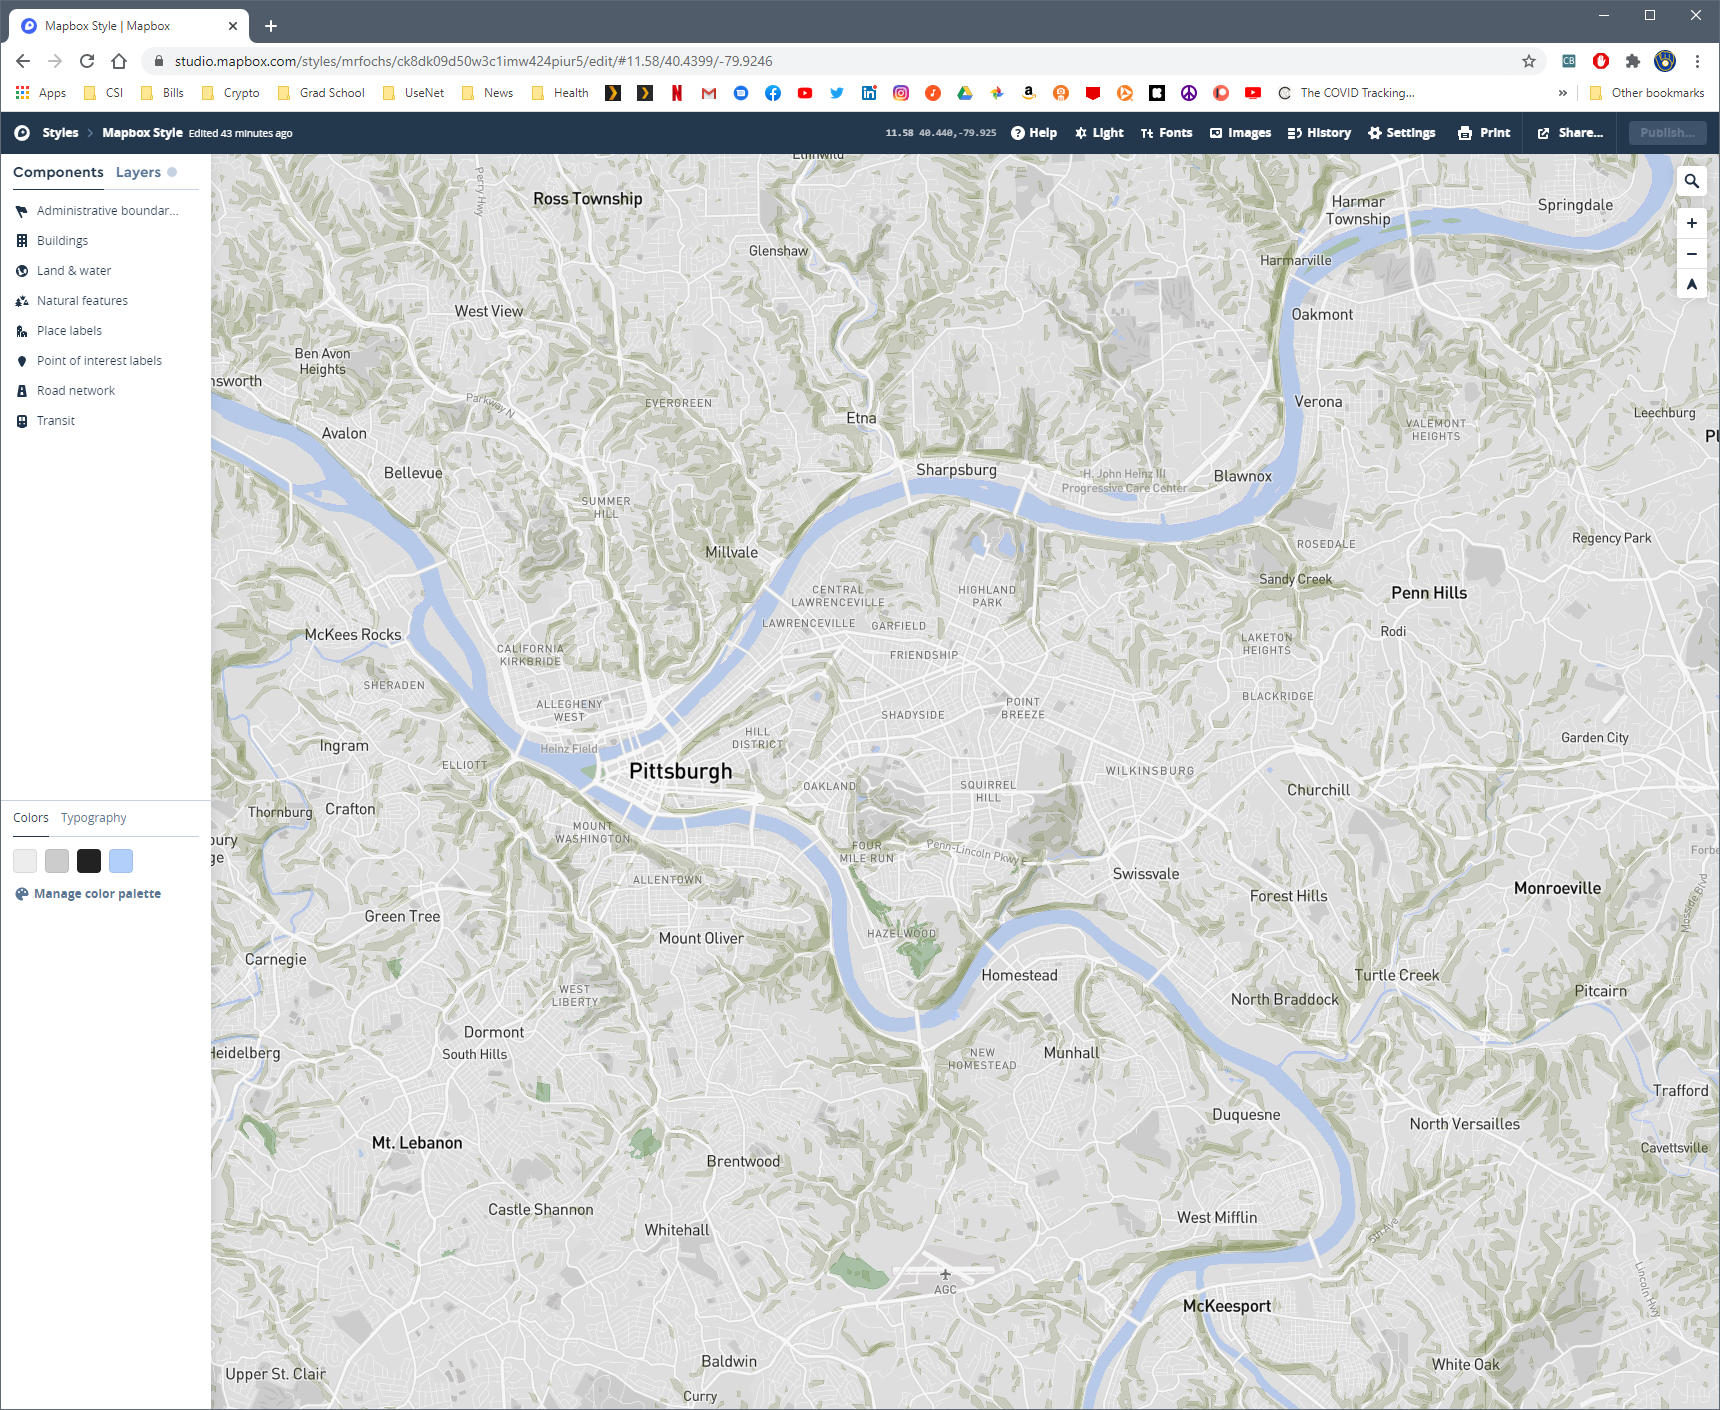 Mapbox Style | Mapbox
studio.mapbox.com/styles/mrfochs/ck8dk09d50w3c1imw424piur5/edit/#11.58/40.4399/-79.9246
Apps CSI Bills Crypto Grad School UseNet News Health The COVID Tracking... » Other bookmarks
Styles Mapbox Style Edited 43 minutes ago 11.58 40.440,-79.925 Help Light Fonts Images History Settings Print Share... Publish...
Components Layers
Administrative boundar...
Buildings
Land & water
Natural features
Place labels
Point of interest labels
Road network
Transit
Colors Typography
Manage color palette
Perry Hwy
Ross Township
Harmar
Township
Springdale
Glenshaw
Harmarville
West View
Oakmont
Ben Avon
Heights
nsworth
Parkway N
EVERGREEN
Etna
Verona
Leechburg
VALEMONT
HEIGHTS
Pl
Avalon
Bellevue
Sharpsburg
H. John Heinz III
Progressive Care Center
Blawnox
SUMMER
HILL
Millvale
ROSEDALE
Regency Park
Sandy Creek
CENTRAL
LAWRENCEVILLE
HIGHLAND
PARK
Penn Hills
LAWRENCEVILLE
GARFIELD
McKees Rocks
Rodi
CALIFORNIA
KIRKBRIDE
FRIENDSHIP
LAKETON
HEIGHTS
SHERADEN
BLACKRIDGE
ALLEGHENY
WEST
SHADYSIDE
POINT
BREEZE
HILL
DISTRICT
Ingram
Heinz Field
Garden City
ELLIOTT
Pittsburgh
WILKINSBURG
OAKLAND
SQUIRREL
HILL
Churchill
Thornburg
Crafton
MOUNT
WASHINGTON
bury
ge
FOUR
MILE RUN
Penn-Lincoln Pkwy E
Forbe
ALLENTOWN
Swissvale
Forest Hills
Monroeville
Mosside Blvd
Green Tree
Mount Oliver
HAZELWOOD
Carnegie
Homestead
Turtle Creek
WEST
LIBERTY
North Braddock
Pitcairn
Dormont
South Hills
Heidelberg
NEW
HOMESTEAD
Munhall
Trafford
Duquesne
North Versailles
Mt. Lebanon
Cavettsville
Brentwood
Castle Shannon
Whitehall
West Mifflin
5th Ave
AGC
Lincoln Hwy
McKeesport
Baldwin
White Oak
Upper St. Clair
Curry